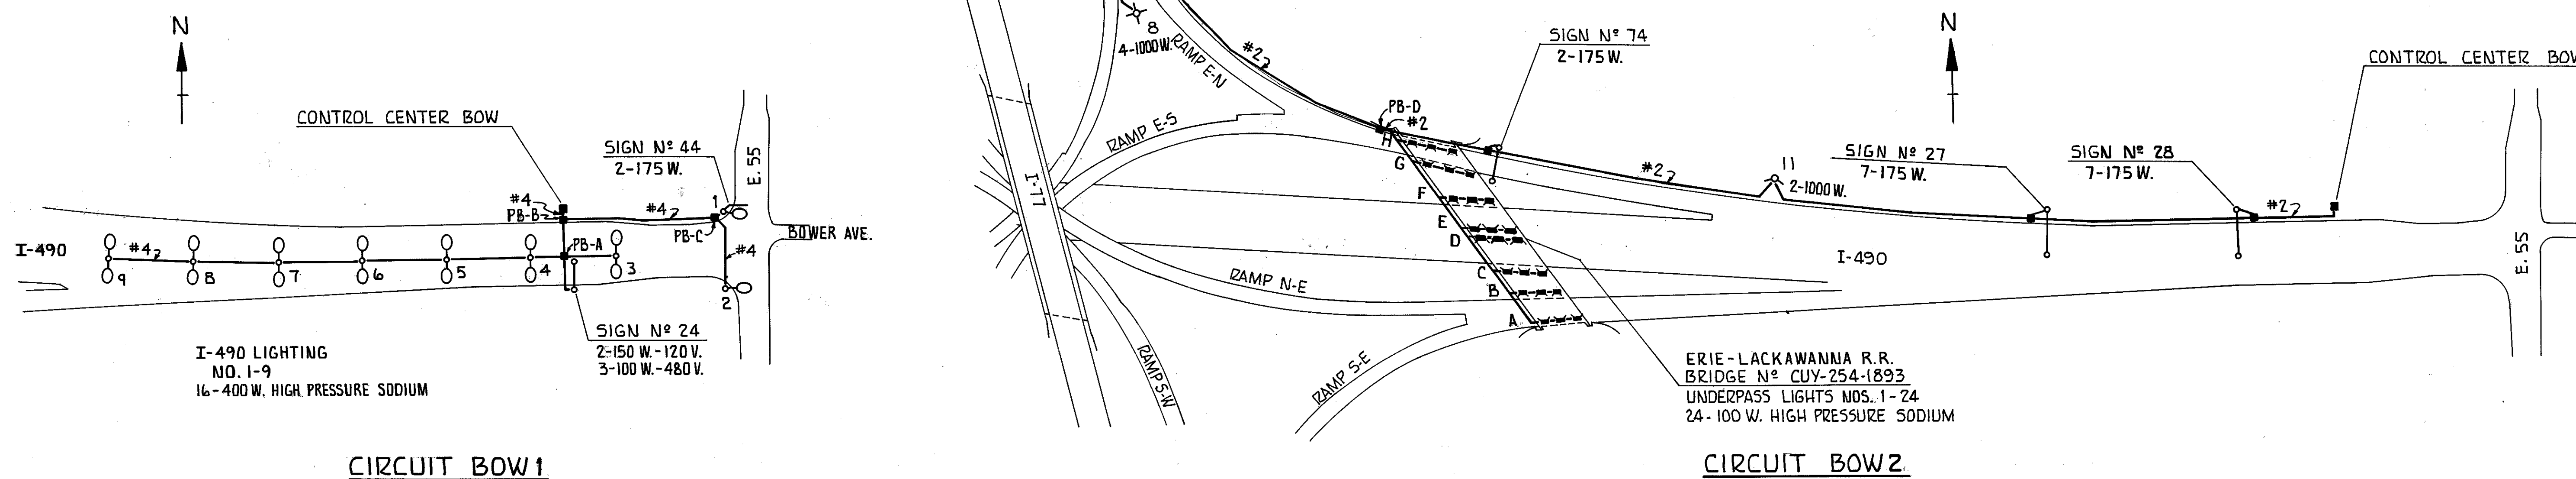 N
CONTROL CENTER BOW
SIGN Nº 44
2-175 W.
E. 55
#4
PB-B
#4
1
PB-C
BOWER AVE.
I-490
#4
PB-A
#4
9
8
7
6
5
4
3
2
SIGN Nº 24
2-150 W.-120 V.
3-100 W.-480 V.
I-490 LIGHTING
NO. 1-9
16-400 W. HIGH PRESSURE SODIUM
CIRCUIT BOW 1
8
4-1000 W.
RAMP E-N
#2
SIGN Nº 74
2-175 W.
N
CONTROL CENTER BOW
PB-D
#2
RAMP E-S
I-77
H
G
F
E
D
C
B
A
#2
11
2-1000 W.
SIGN Nº 27
7-175 W.
SIGN Nº 28
7-175 W.
#2
E. 55
I-490
RAMP N-E
RAMP S-W
RAMP S-E
ERIE-LACKAWANNA R.R.
BRIDGE Nº CUY-254-1893
UNDERPASS LIGHTS NOS. 1-24
24-100 W. HIGH PRESSURE SODIUM
CIRCUIT BOW 2